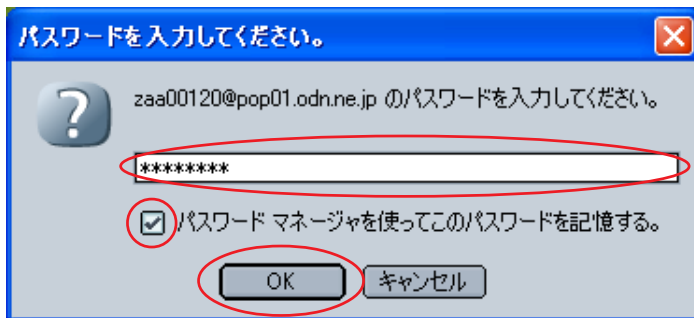 パスワードを入力してください。
zaa00120@pop01.odn.ne.jp のパスワードを入力してください。
********
パスワード マネージャを使ってこのパスワードを記憶する。
OK キャンセル